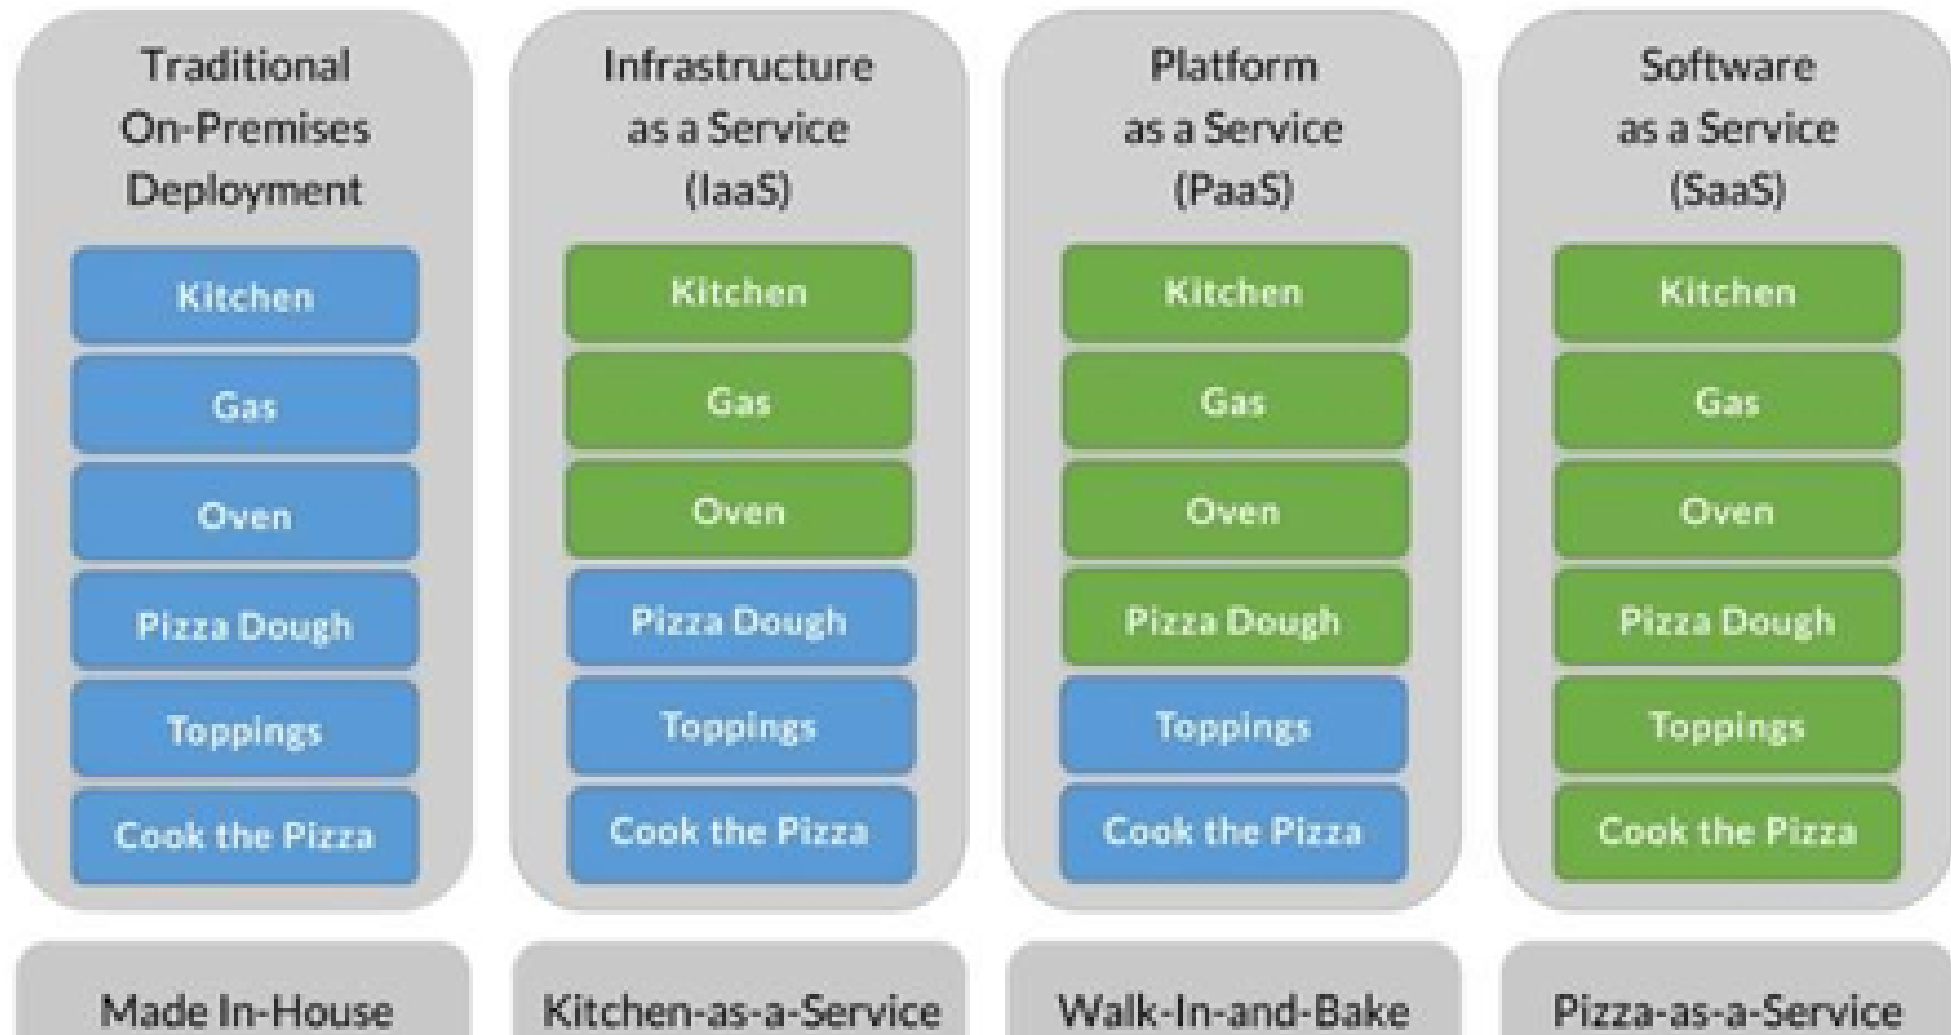 Traditional
On-Premises
Deployment
Kitchen
Gas
Oven
Pizza Dough
Toppings
Cook the Pizza
Made In-House
Infrastructure
as a Service
(IaaS)
Kitchen
Gas
Oven
Pizza Dough
Toppings
Cook the Pizza
Kitchen-as-a-Service
Platform
as a Service
(PaaS)
Kitchen
Gas
Oven
Pizza Dough
Toppings
Cook the Pizza
Walk-In-and-Bake
Software
as a Service
(SaaS)
Kitchen
Gas
Oven
Pizza Dough
Toppings
Cook the Pizza
Pizza-as-a-Service